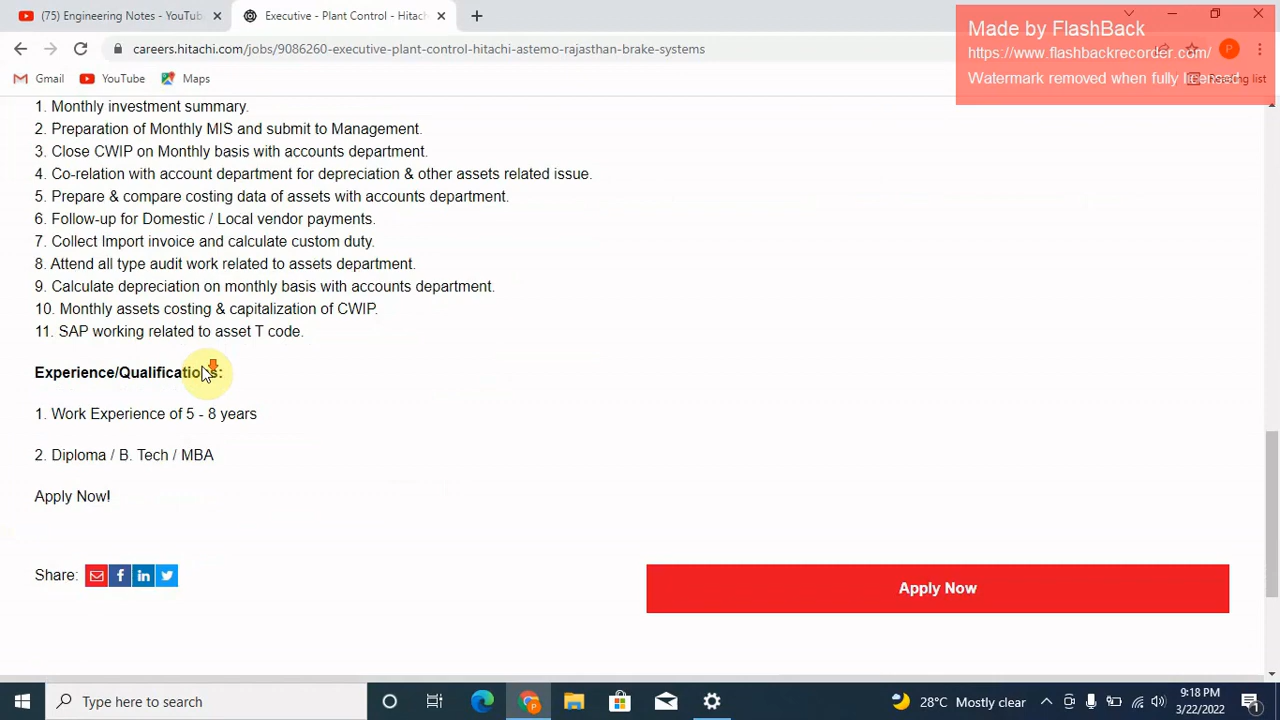 (75) Engineering Notes - YouTub
Executive - Plant Control - Hitach
Made by FlashBack
https://www.flashbackrecorder.com/
Watermark removed when fully licensed
careers.hitachi.com/jobs/9086260-executive-plant-control-hitachi-astemo-rajasthan-brake-systems
P
Gmail YouTube Maps
Reading list
1. Monthly investment summary.
2. Preparation of Monthly MIS and submit to Management.
3. Close CWIP on Monthly basis with accounts department.
4. Co-relation with account department for depreciation & other assets related issue.
5. Prepare & compare costing data of assets with accounts department.
6. Follow-up for Domestic / Local vendor payments.
7. Collect Import invoice and calculate custom duty.
8. Attend all type audit work related to assets department.
9. Calculate depreciation on monthly basis with accounts department.
10. Monthly assets costing & capitalization of CWIP.
11. SAP working related to asset T code.
Experience/Qualifications:
1. Work Experience of 5 - 8 years
2. Diploma / B. Tech / MBA
Apply Now!
Share:
Apply Now
Type here to search
28°C Mostly clear
9:18 PM
3/22/2022